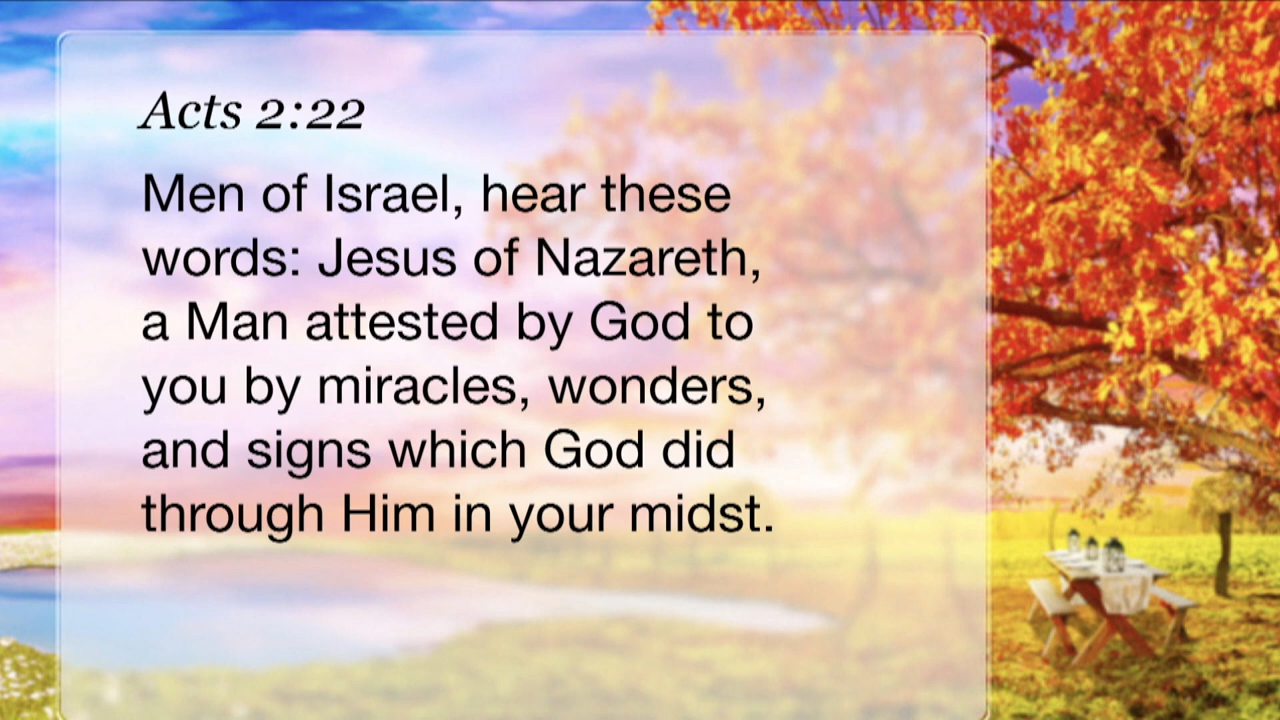 Acts 2:22
Men of Israel, hear these
words: Jesus of Nazareth,
a Man attested by God to
you by miracles, wonders,
and signs which God did
through Him in your midst.